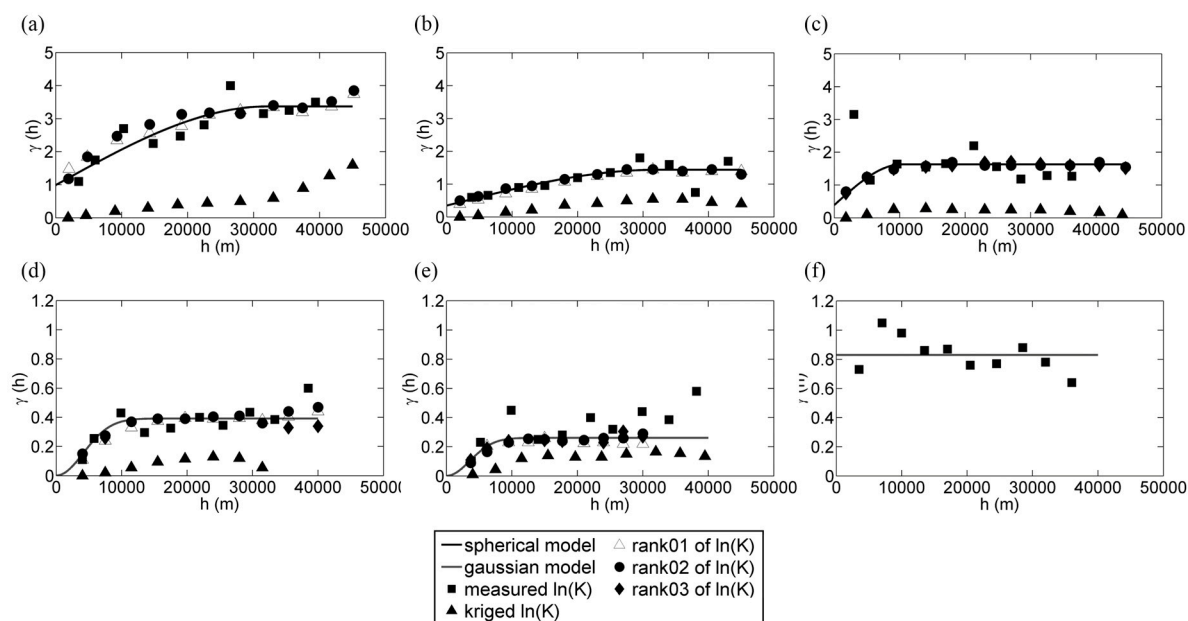 (a)
5
4
3
2
1
0
γ (h)
0 10000 20000 30000 40000 50000
h (m)
(b)
5
4
3
2
1
0
γ (h)
0 10000 20000 30000 40000 50000
h (m)
(c)
5
4
3
2
1
0
γ (h)
0 10000 20000 30000 40000 50000
h (m)
(d)
1.2
1
0.8
0.6
0.4
0.2
0
γ (h)
0 10000 20000 30000 40000 50000
h (m)
(e)
1.2
1
0.8
0.6
0.4
0.2
0
γ (h)
0 10000 20000 30000 40000 50000
h (m)
(f)
1.2
1
0.8
0.6
0.4
0.2
0
γ (h)
0 10000 20000 30000 40000 50000
h (m)
spherical model
gaussian model
measured ln(K)
kriged ln(K)
rank01 of ln(K)
rank02 of ln(K)
rank03 of ln(K)